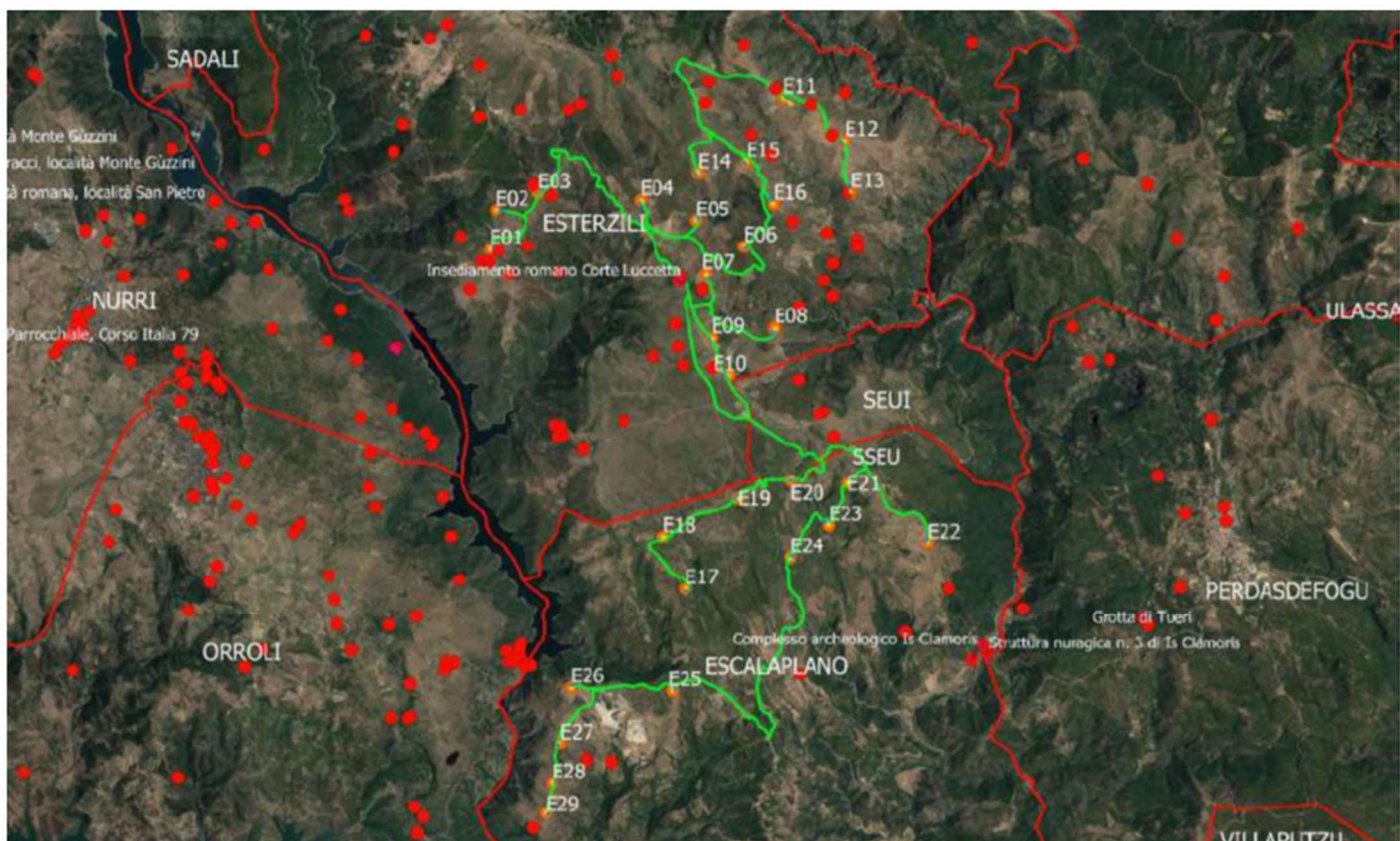 SADALI
E11
tà Monte Gùzzini
E12
racci, località Monte Gùzzini
E15
E14
tà romana, località San Pietro
E02
E03
E04
E16
E13
E05
ESTERZILI
E01
E06
Insediamento romano Corte Luccetta
E07
NURRI
E08
ULASSA
Parrocchiale, Corso Italia 79
E09
E10
SEUI
SSEU
E19
E20
E21
E18
E23
E22
E24
E17
PERDASDEFOGU
Grotta di Tueri
Complesso archeologico Is Clamoris
Struttura nuragica n. 3 di Is Clamoris
ORROLI
ESCALAPLANO
E26
E25
E27
E28
E29
VILLAPUTZU